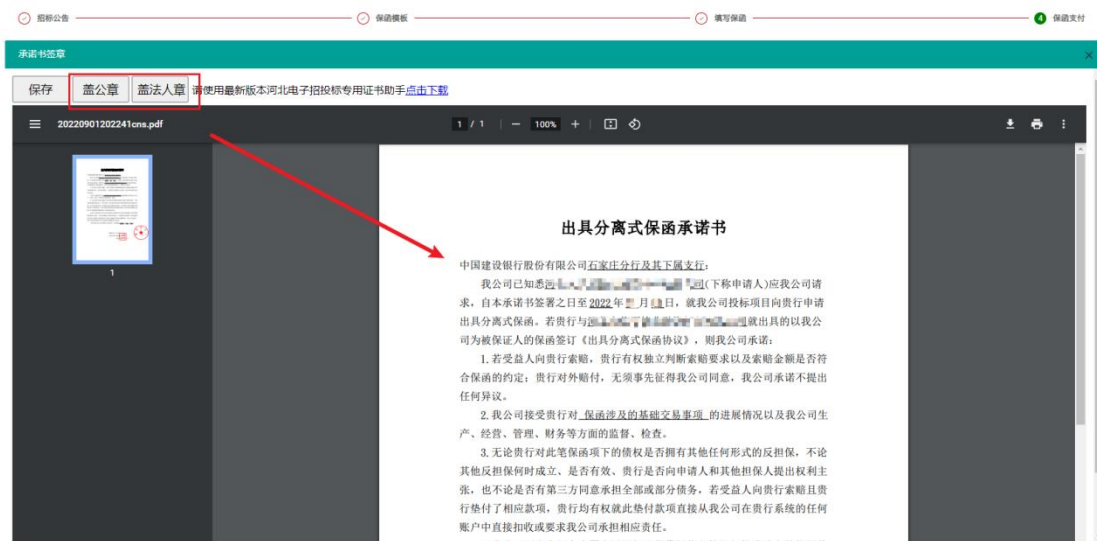 招标公告
保函模板
填写保函
4 保函支付
承诺书签章
保存 盖公章 盖法人章 请使用最新版本河北电子招投标专用证书助手点击下载
20220901202241cns.pdf
1 / 1
100%
1
出具分离式保函承诺书
中国建设银行股份有限公司石家庄分行及其下属支行:
我公司已知悉 司(下称申请人)应我公司请
求，自本承诺书签署之日至 2022 年 月 日，就我公司投标项目向贵行申请
出具分离式保函。若贵行与 就出具的以我公
司为被保证人的保函签订《出具分离式保函协议》，则我公司承诺:
1.若受益人向贵行索赔，贵行有权独立判断索赔要求以及索赔金额是否符
合保函的约定; 贵行对外赔付，无须事先征得我公司同意，我公司承诺不提出
任何异议。
2.我公司接受贵行对 保函涉及的基础交易事项 的进展情况以及我公司生
产、经营、管理、财务等方面的监督、检查。
3.无论贵行对此笔保函项下的债权是否拥有其他任何形式的反担保，不论
其他反担保何时成立、是否有效、贵行是否向申请人和其他担保人提出权利主
张，也不论是否有第三方同意承担全部或部分债务，若受益人向贵行索赔且贵
行垫付了相应款项，贵行均有权就此垫付款项直接从我公司在贵行系统的任何
账户中直接扣收或要求我公司承担相应责任。